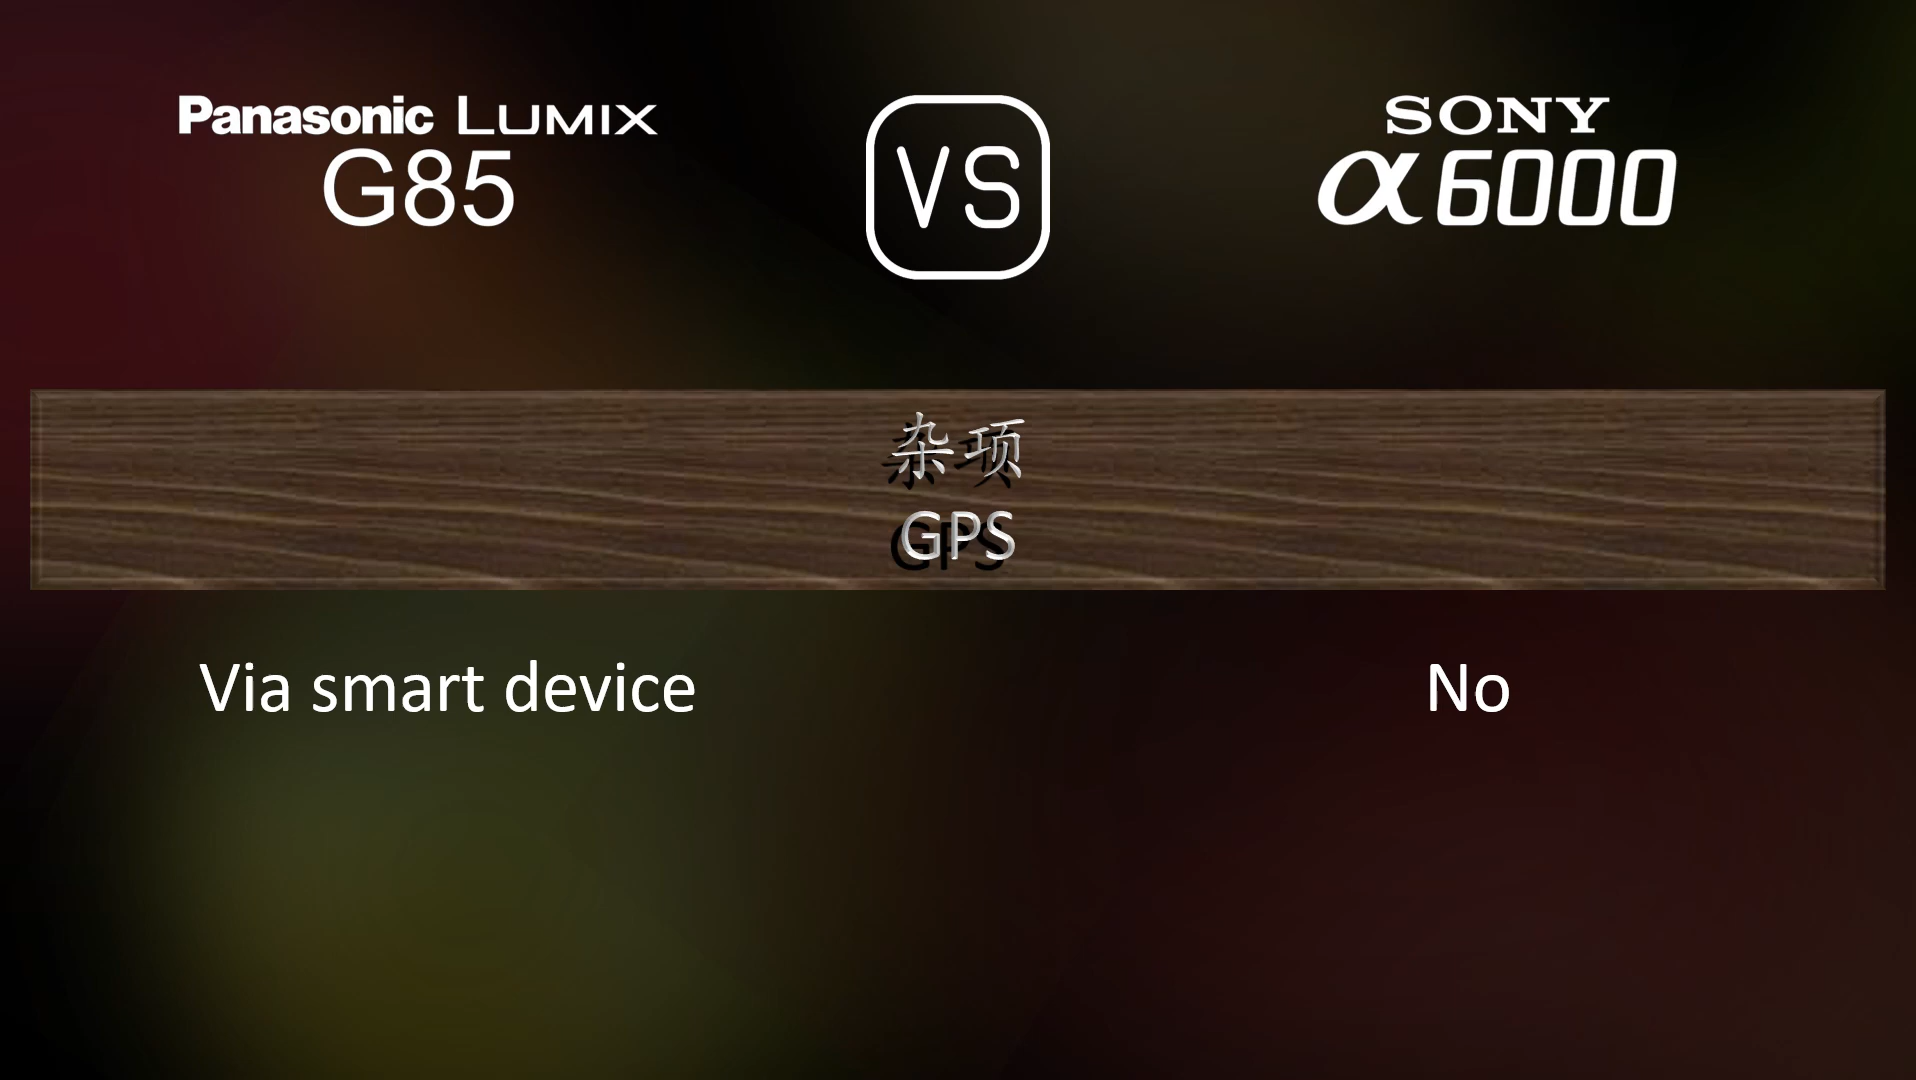 Panasonic LUMIX
G85
VS
SONY
α6000
杂项
GPS
Via smart device
No